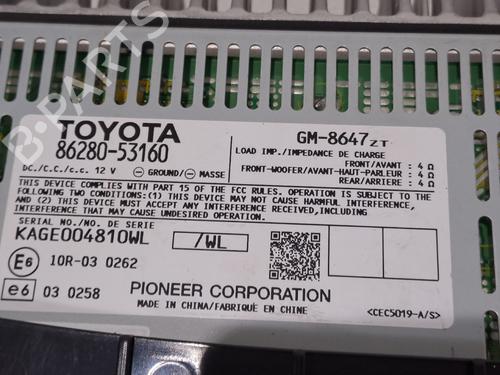 B-PARTS
TOYOTA
86280-53160
DC./C.C./c.c. 12 V ⊖ GROUND/⊖ MASSE
GM-8647ZT
LOAD IMP./IMPEDANCE DE CHARGE
FRONT/AVANT : 4 Ω
FRONT-WOOFER/AVANT-HAUT-PARLEUR : 4 Ω
REAR/ARRIERE : 4 Ω
THIS DEVICE COMPLIES WITH PART 15 OF THE FCC RULES. OPERATION IS SUBJECT TO THE
FOLLOWING TWO CONDITIONS:(1) THIS DEVICE MAY NOT CAUSE HARMFUL INTERFERENCE,
AND (2) THIS DEVICE MUST ACCEPT ANY INTERFERENCE RECEIVED, INCLUDING
INTERFERENCE THAT MAY CAUSE UNDESIRED OPERATION.
SERIAL NO./NO. DE SERIE
KAGE004810WL
/WL
E6 10R-03 0262
e6 03 0258
PIONEER CORPORATION
MADE IN CHINA/FABRIQUÉ EN CHINE
<CEC5019-A/S>